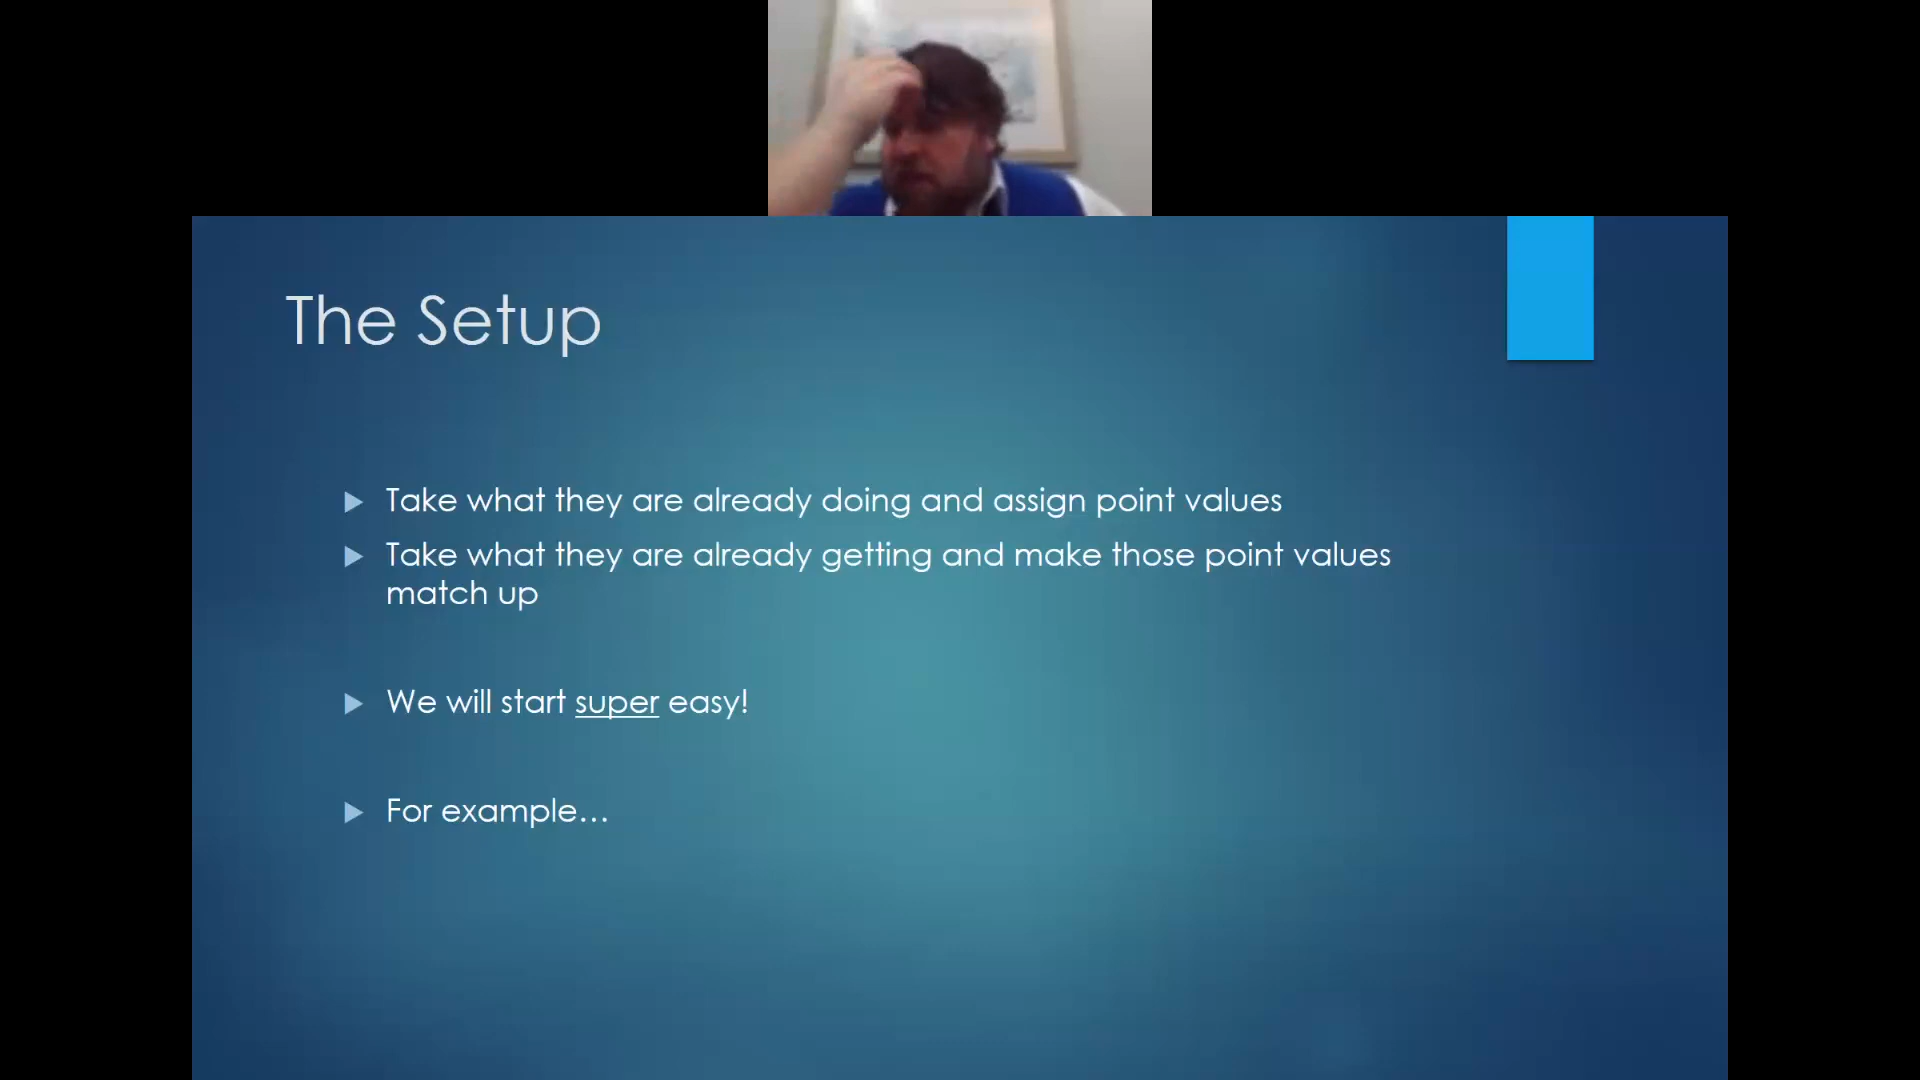 The Setup
Take what they are already doing and assign point values
Take what they are already getting and make those point values
match up
We will start super easy!
For example…